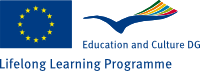 Education and Culture DG
Lifelong Learning Programme